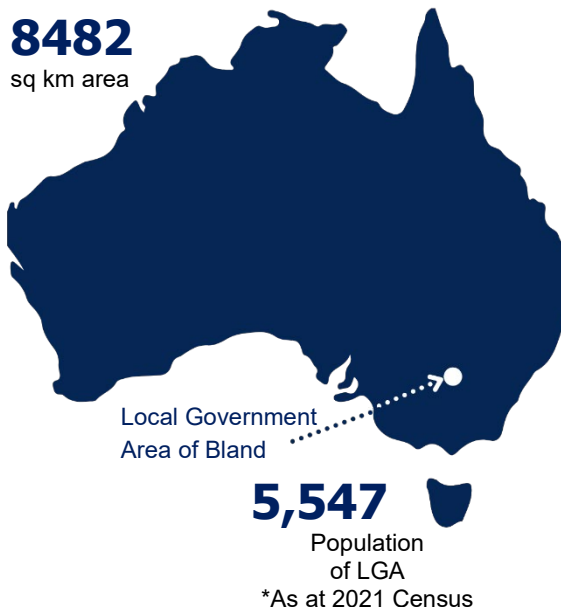 8482
sq km area
Local Government
Area of Bland
5,547
Population
of LGA
*As at 2021 Census